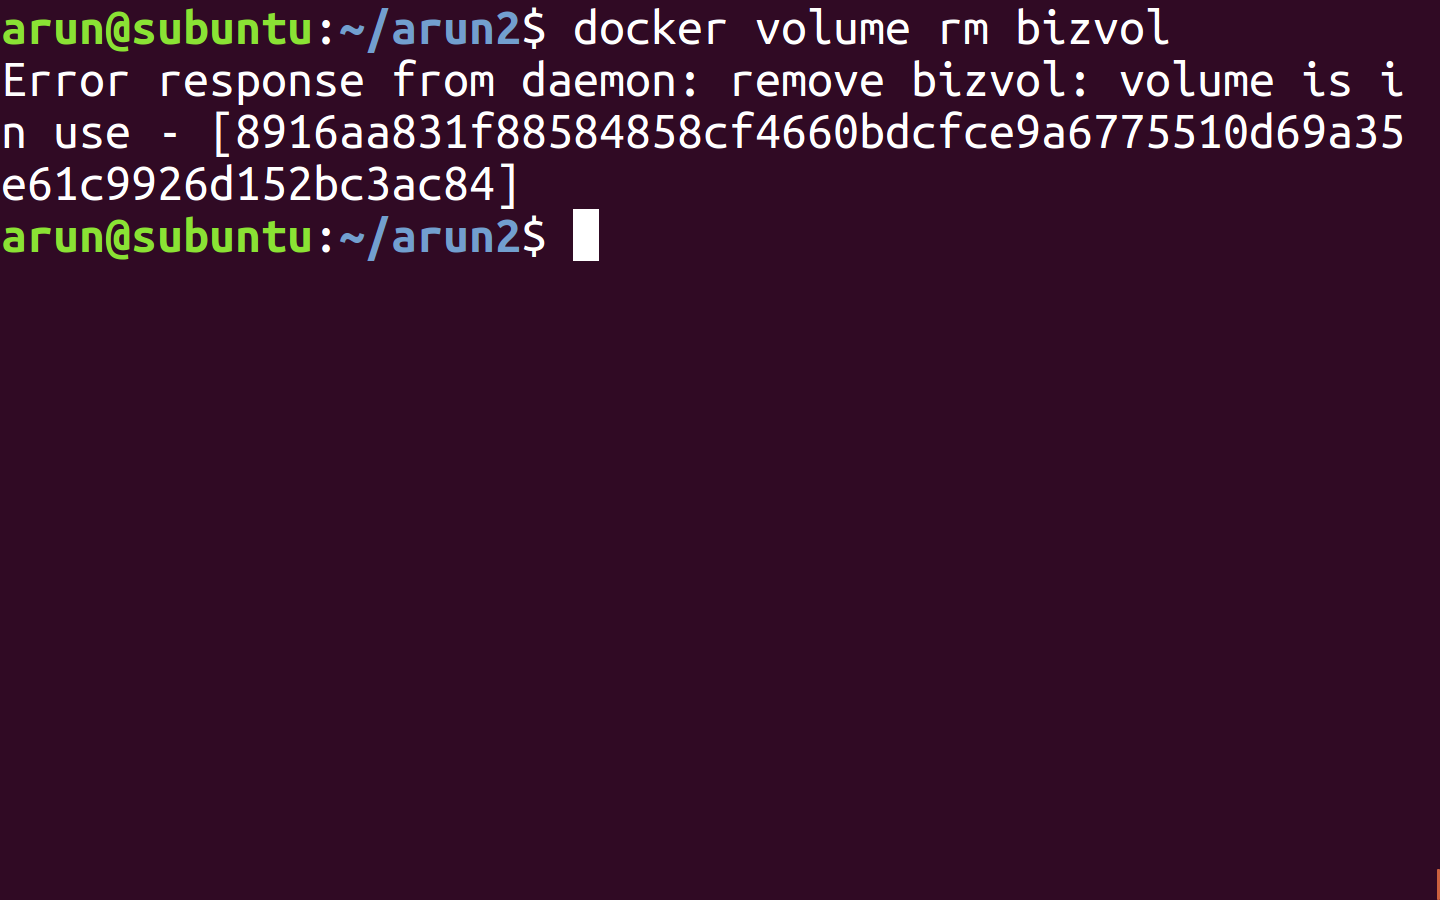 arun@subuntu:~/arun2$ docker volume rm bizvol
Error response from daemon: remove bizvol: volume is i
n use - [8916aa831f88584858cf4660bdcfce9a6775510d69a35
e61c9926d152bc3ac84]
arun@subuntu:~/arun2$